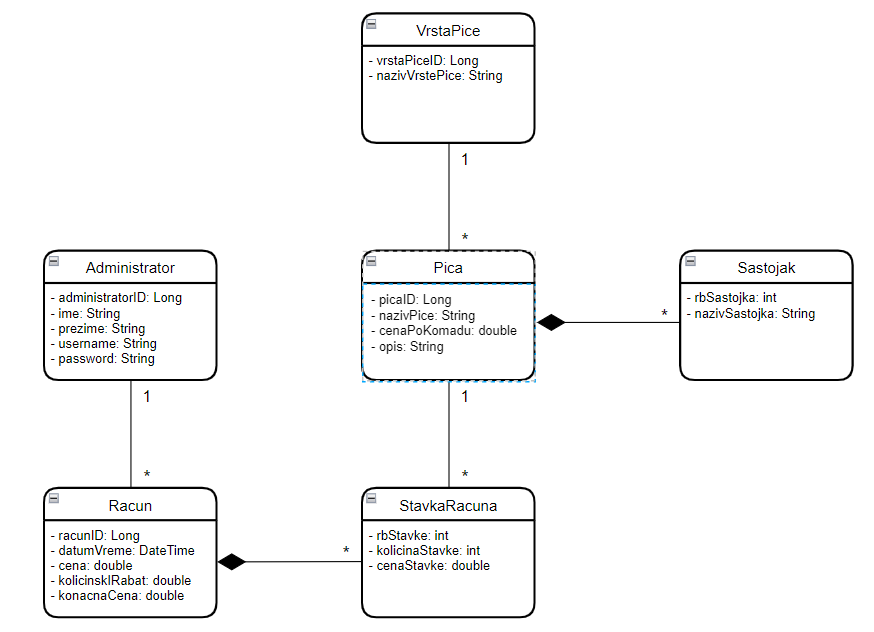 VrstaPice
- vrstaPiceID: Long
- nazivVrstePice: String
1
*
Administrator
- administratorID: Long
- ime: String
- prezime: String
- username: String
- password: String
Pica
- picaID: Long
- nazivPice: String
- cenaPoKomadu: double
- opis: String
*
Sastojak
- rbSastojka: int
- nazivSastojka: String
1
*
1
*
Racun
- racunID: Long
- datumVreme: DateTime
- cena: double
- kolicinskIRabat: double
- konacnaCena: double
*
StavkaRacuna
- rbStavke: int
- kolicinaStavke: int
- cenaStavke: double